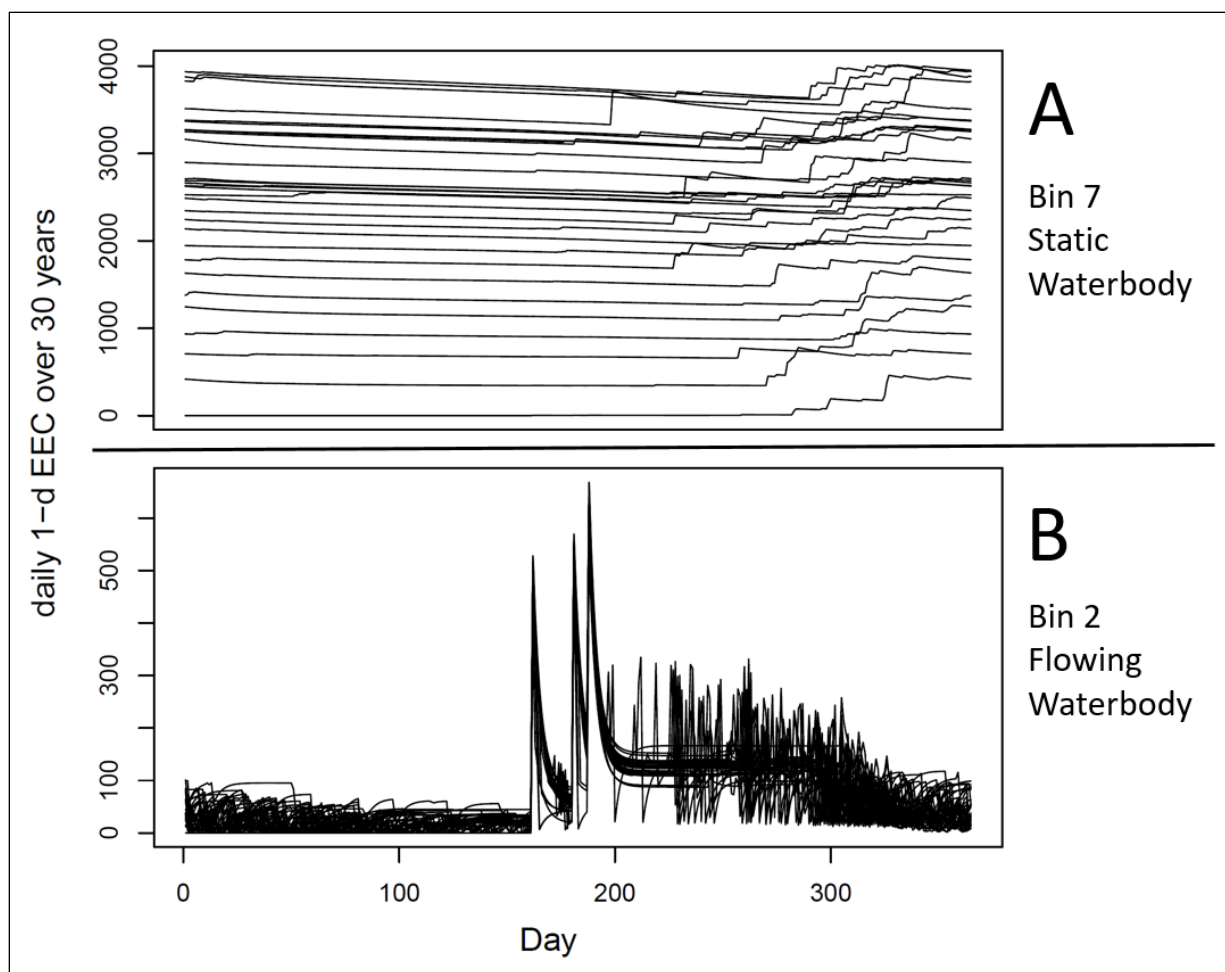 daily 1−d EEC over 30 years
4000
3000
2000
1000
0
A
Bin 7
Static
Waterbody
500
300
100
0
B
Bin 2
Flowing
Waterbody
0
100
200
300
Day